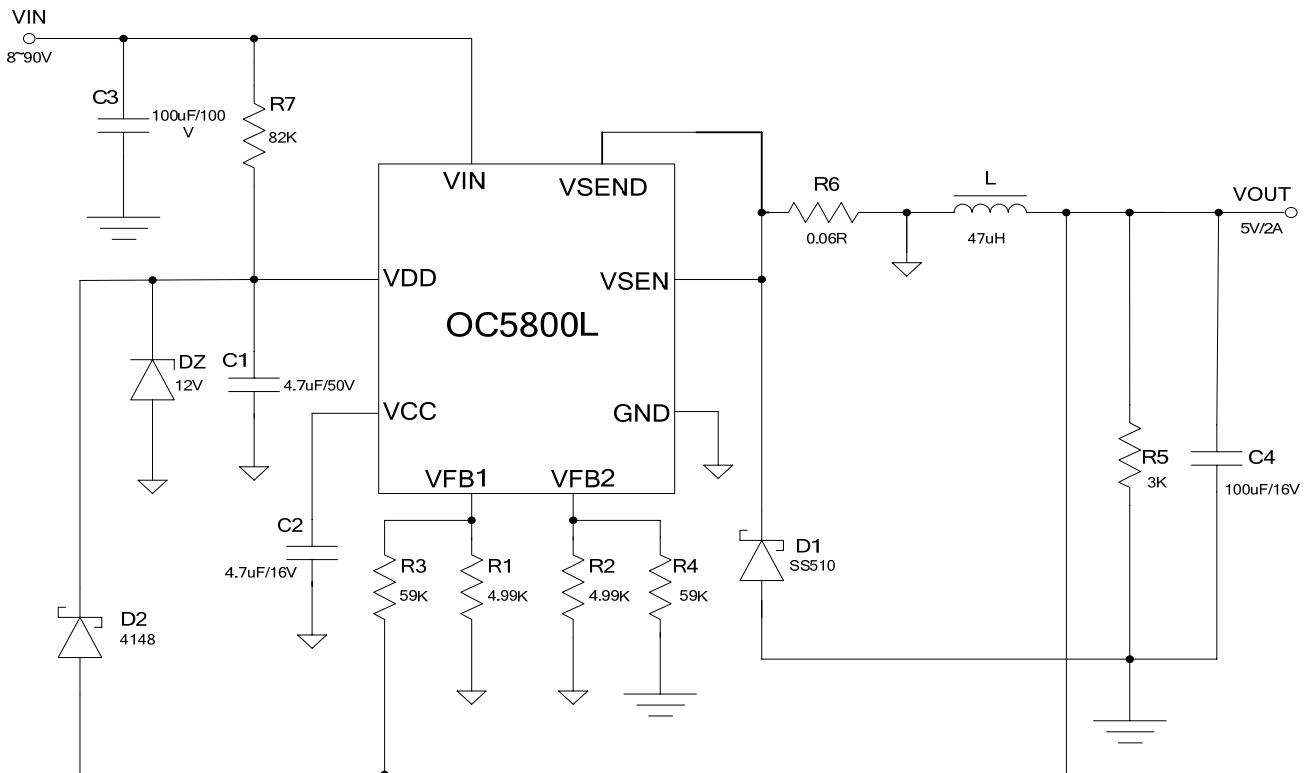 VIN
8~90V
C3
100uF/100
V
R7
82K
VIN
VSEND
R6
0.06R
L
47uH
VOUT
5V/2A
VDD
VSEN
OC5800L
DZ
12V
C1
4.7uF/50V
VCC
GND
R5
3K
C4
100uF/16V
VFB1
VFB2
C2
4.7uF/16V
R3
59K
R1
4.99K
R2
4.99K
R4
59K
D1
SS510
D2
4148